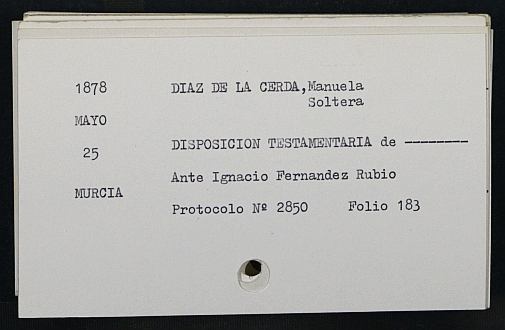 1878 DIAZ DE LA CERDA,Manuela
Soltera
MAYO
25 DISPOSICION TESTAMENTARIA de --------
Ante Ignacio Fernandez Rubio
MURCIA
Protocolo Nº 2850 Folio 183